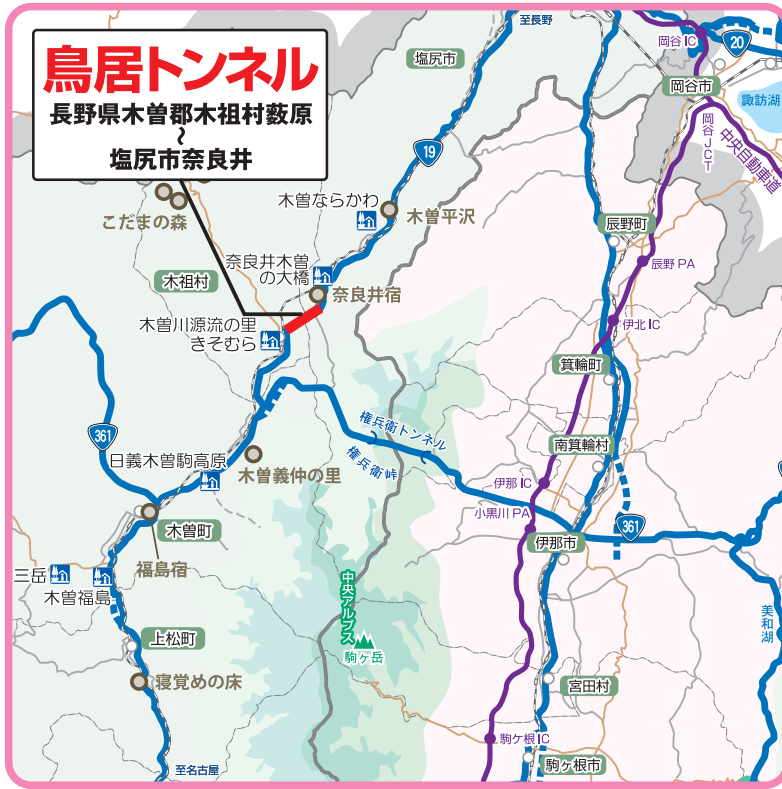 鳥居トンネル
長野県木曽郡木祖村薮原
~
塩尻市奈良井
至長野
塩尻市
岡谷IC
20
岡谷市
諏訪湖
岡谷JCT
中央自動車道
19
木曽ならかわ
木曽平沢
こだまの森
辰野町
辰野PA
奈良井木曽
の大橋
木祖村
奈良井宿
木曽川源流の里
きそむら
伊北IC
箕輪町
361
権兵衛トンネル
権兵衛峠
南箕輪村
日義木曽駒高原
木曽義仲の里
伊那IC
小黒川PA
361
木曽町
伊那市
福島宿
三岳
木曽福島
中央アルプス
駒ヶ岳
美和湖
上松町
寝覚めの床
宮田村
駒ケ根IC
駒ヶ根市
至名古屋